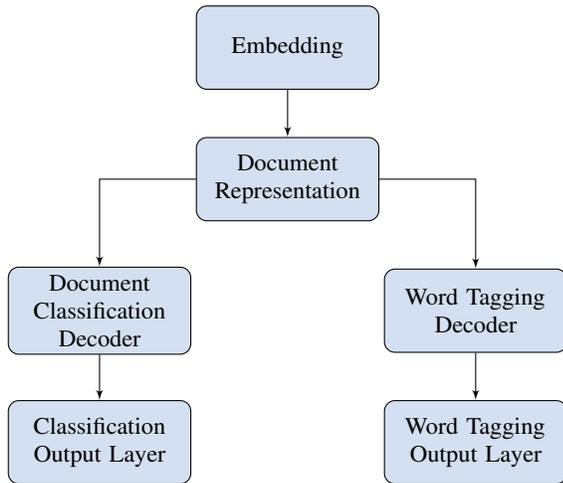 Embedding
Document
Representation
Document
Classification
Decoder
Word Tagging
Decoder
Classification
Output Layer
Word Tagging
Output Layer